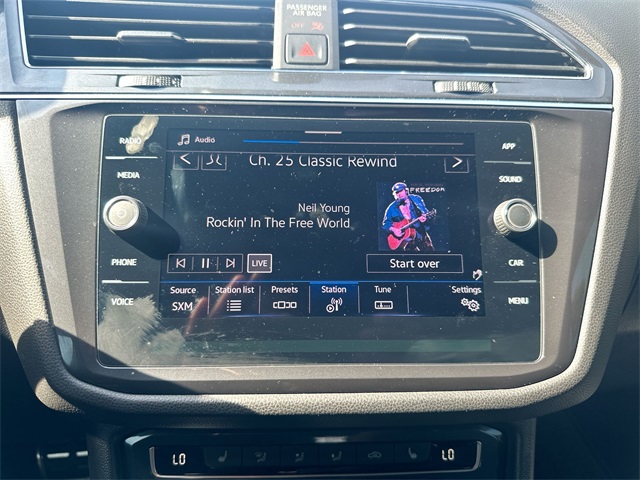 PASSENGER
AIR BAG
OFF
RADIO
Audio
APP
MEDIA
Ch. 25 Classic Rewind
SOUND
FREEDOM
Neil Young
Rockin' In The Free World
PHONE
LIVE
Start over
CAR
VOICE
Source
Station list
Presets
Station
Tune
Settings
SXM
MENU
LO
LO